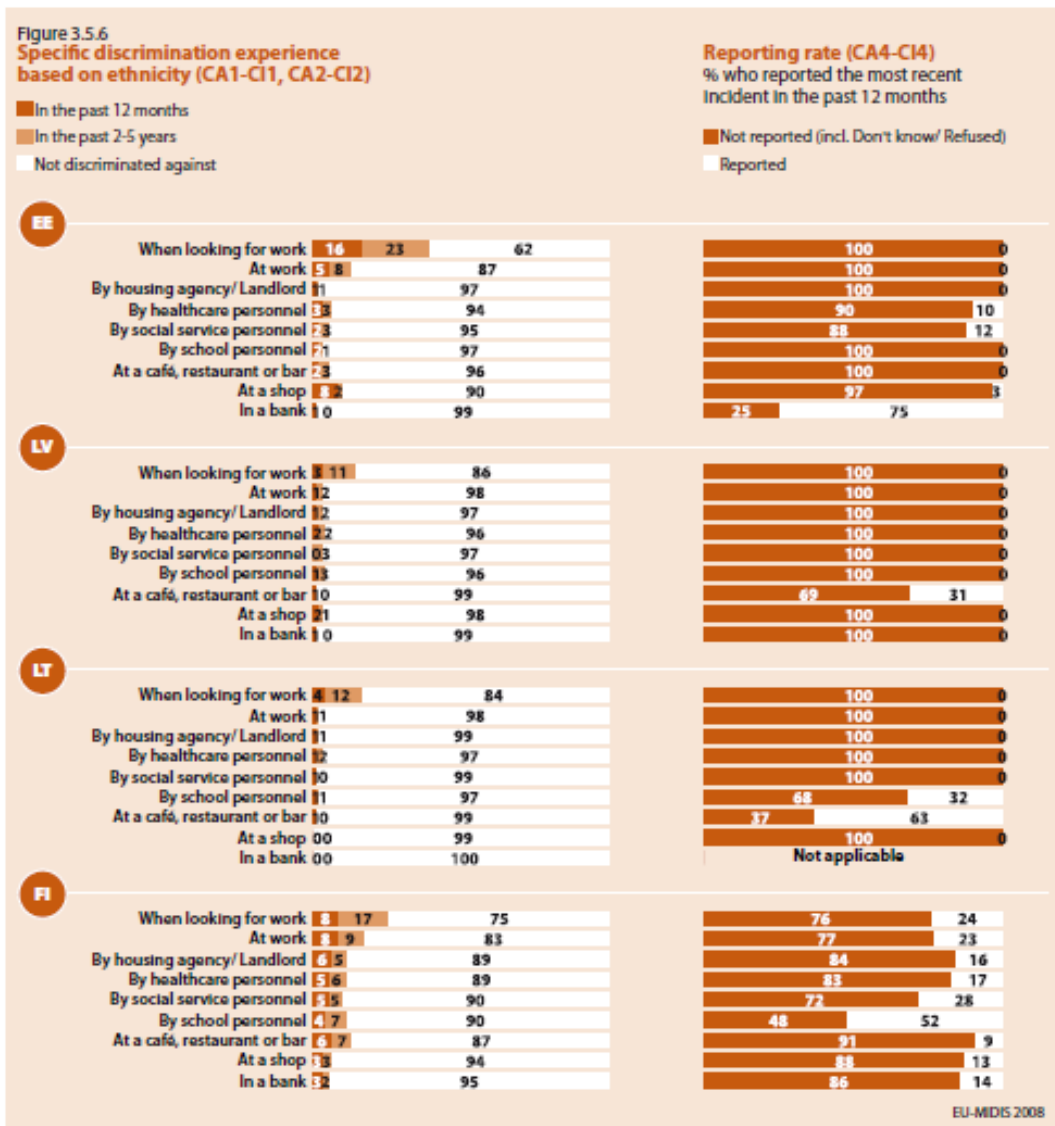 Figure 3.5.6
Specific discrimination experience
based on ethnicity (CA1-CI1, CA2-CI2)
In the past 12 months
In the past 2-5 years
Not discriminated against
Reporting rate (CA4-CI4)
% who reported the most recent
incident in the past 12 months
Not reported (incl. Don't know/ Refused)
Reported
EE
When looking for work 16 23 62 100 0
At work 5 8 87 100 0
By housing agency/ Landlord 1 1 97 100 0
By healthcare personnel 3 3 94 90 10
By social service personnel 2 3 95 88 12
By school personnel 2 1 97 100 0
At a café, restaurant or bar 2 3 96 100 0
At a shop 8 2 90 97 3
In a bank 1 0 99 25 75
LV
When looking for work 3 11 86 100 0
At work 1 2 98 100 0
By housing agency/ Landlord 1 2 97 100 0
By healthcare personnel 2 2 96 100 0
By social service personnel 0 3 97 100 0
By school personnel 1 3 96 100 0
At a café, restaurant or bar 1 0 99 69 31
At a shop 2 1 98 100 0
In a bank 1 0 99 100 0
LT
When looking for work 4 12 84 100 0
At work 1 1 98 100 0
By housing agency/ Landlord 1 1 99 100 0
By healthcare personnel 1 2 97 100 0
By social service personnel 1 0 99 100 0
By school personnel 1 1 97 68 32
At a café, restaurant or bar 1 0 99 37 63
At a shop 0 0 99 100 0
In a bank 0 0 100 Not applicable
FI
When looking for work 8 17 75 76 24
At work 8 9 83 77 23
By housing agency/ Landlord 6 5 89 84 16
By healthcare personnel 5 6 89 83 17
By social service personnel 5 5 90 72 28
By school personnel 4 7 90 48 52
At a café, restaurant or bar 6 7 87 91 9
At a shop 3 3 94 88 13
In a bank 3 2 95 86 14
EU-MIDIS 2008